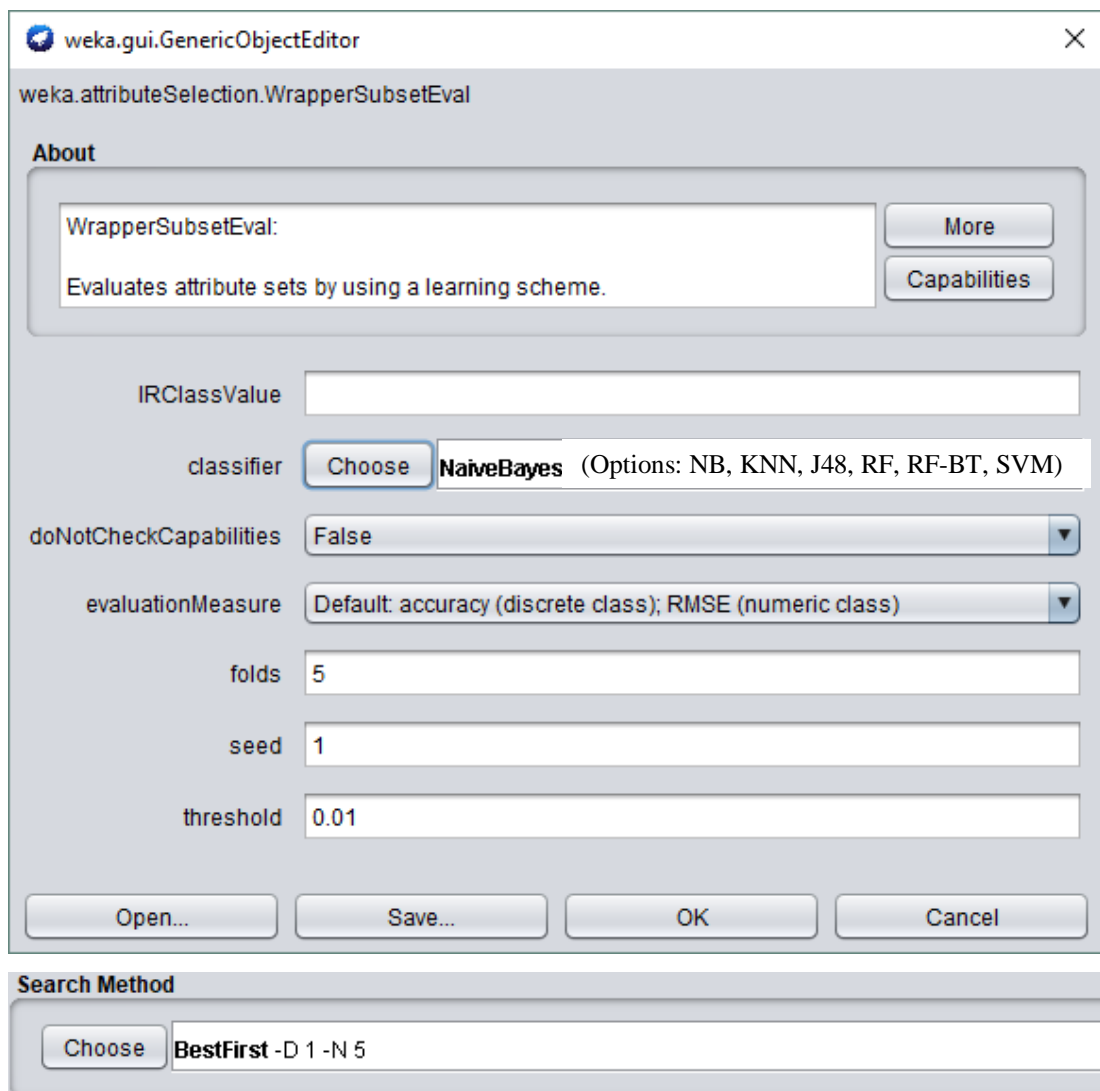 weka.gui.GenericObjectEditor
weka.attributeSelection.WrapperSubsetEval
About
WrapperSubsetEval:
More
Evaluates attribute sets by using a learning scheme.
Capabilities
IRClassValue
classifier Choose NaiveBayes (Options: NB, KNN, J48, RF, RF-BT, SVM)
doNotCheckCapabilities False
evaluationMeasure Default: accuracy (discrete class); RMSE (numeric class)
folds 5
seed 1
threshold 0.01
Open... Save... OK Cancel
Search Method
Choose BestFirst -D 1 -N 5